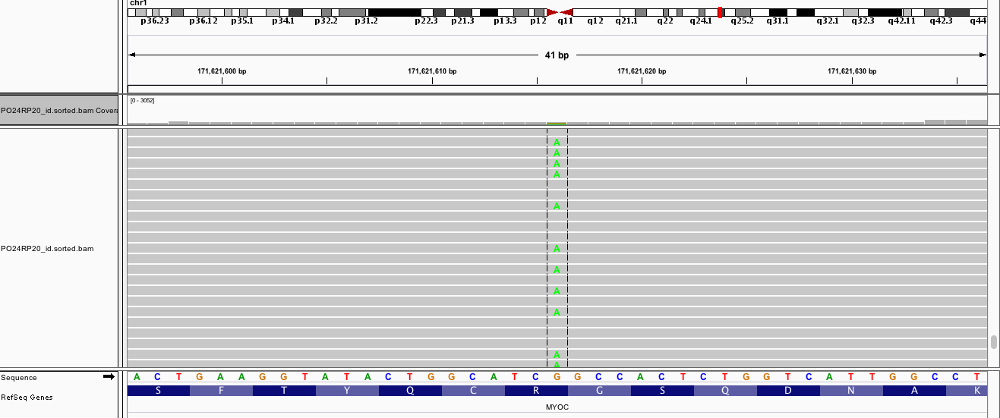 chr1
p36.23 p36.12 p35.1 p34.1 p32.2 p31.2 p22.3 p21.3 p13.3 p12 q11 q12 q21.1 q22 q24.1 q25.2 q31.1 q32.1 q32.3 q42.11 q42.3 q44
41 bp
171,621,600 bp 171,621,610 bp 171,621,620 bp 171,621,630 bp
[0 - 3052]
PO24RP20_id.sorted.bam Covera
A
A
A
A
A
PO24RP20_id.sorted.bam A
A
A
A
A
A
Sequence A C T G A A G G T A T A C T G G C A T C G G C C A C T C T G G T C A T T G G C C T
RefSeq Genes S F T Y Q C R G S Q D N A K
MYOC